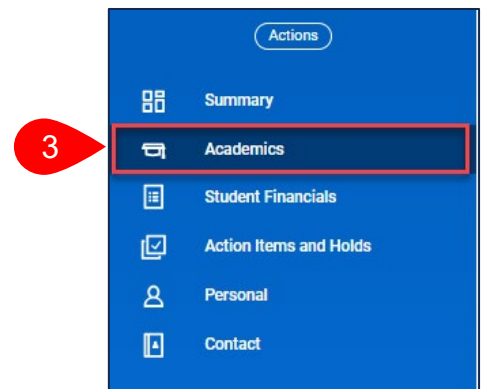 Actions
Summary
3
Academics
Student Financials
Action Items and Holds
Personal
Contact